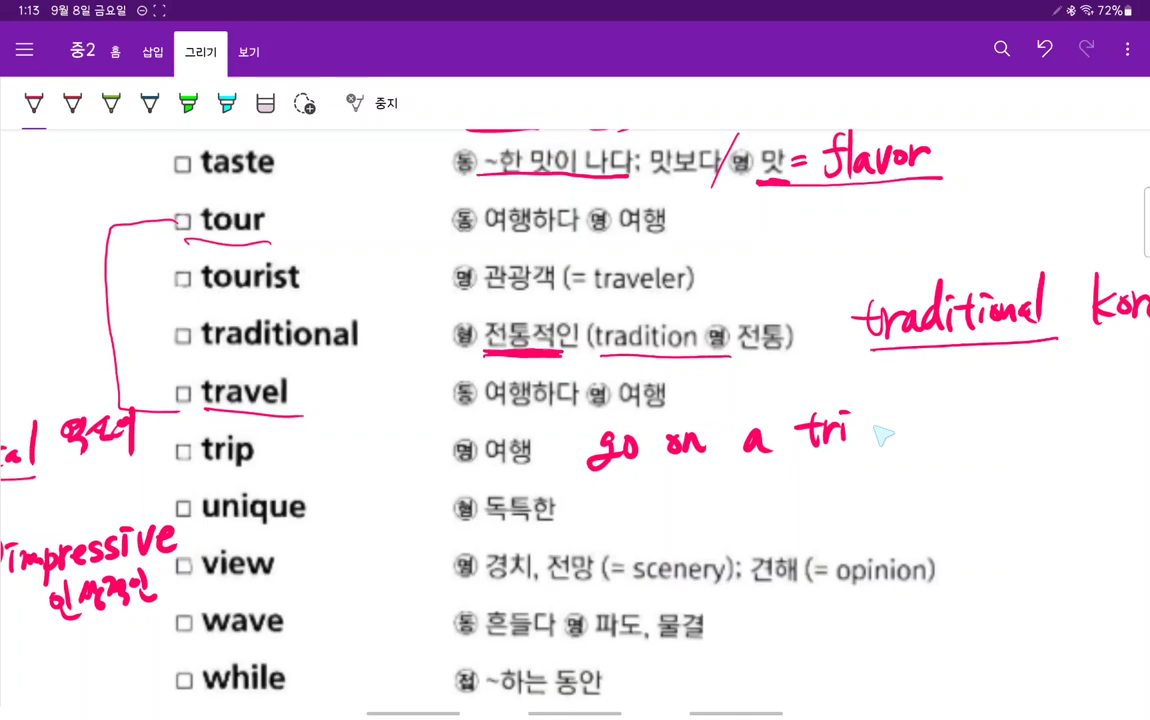 1:13 9월 8일 금요일 72%
중2 홈 삽입 그리기 보기
중지
taste 동 ~한 맛이 나다; 맛보다 / 명 맛 = flavor
tour 동 여행하다 명 여행
tourist 명 관광객 (= traveler)
traditional 형 전통적인 (tradition 명 전통) traditional kor
travel 동 여행하다 명 여행
trip 명 여행 go on a tri
unique 형 독특한
impressive
인상적인
view 명 경치, 전망 (= scenery); 견해 (= opinion)
wave 동 흔들다 명 파도, 물결
while 접 ~하는 동안